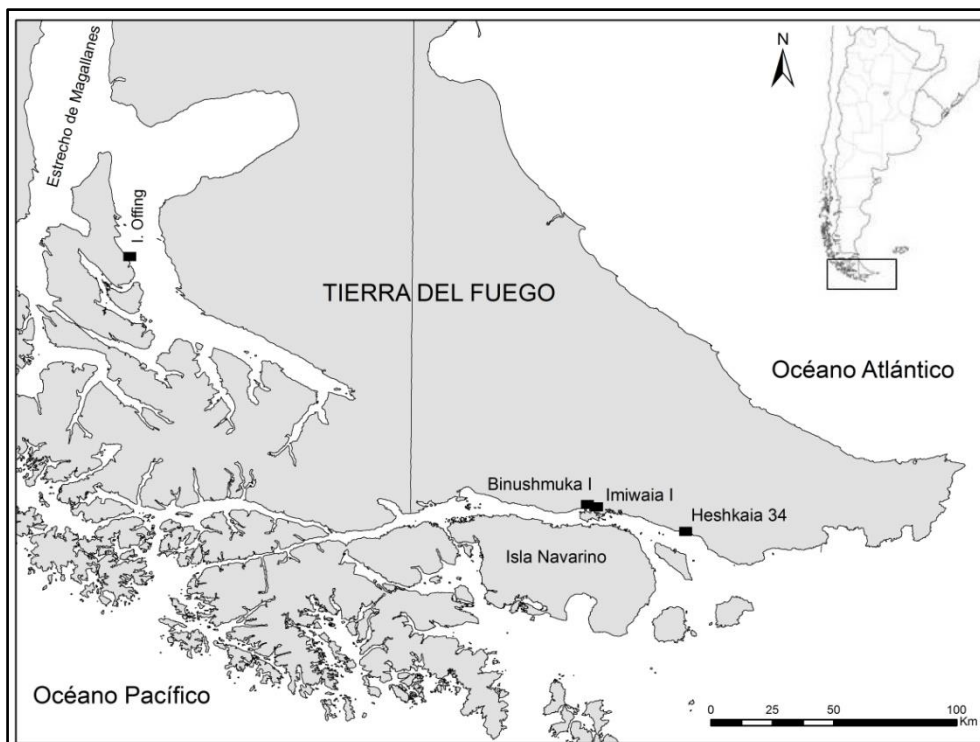 N
Estrecho de Magallanes
I. Offing
TIERRA DEL FUEGO
Océano Atlántico
Binushmuka I
Imiwaia I
Heshkaia 34
Isla Navarino
Océano Pacífico
0 25 50 100
Km